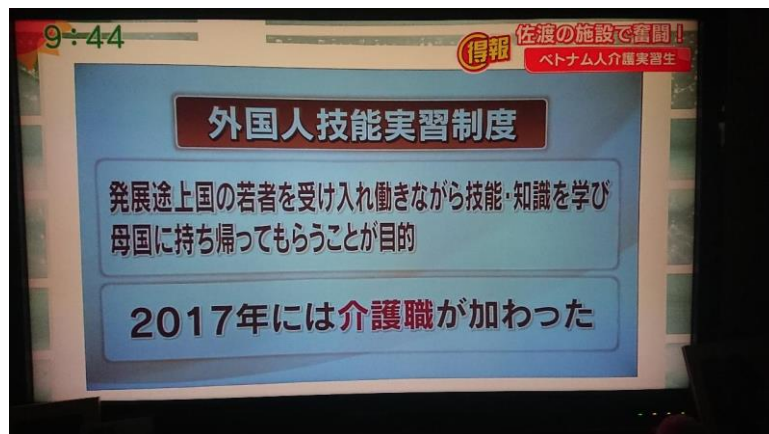 9:44
得報
佐渡の施設で奮闘!
ベトナム人介護実習生
外国人技能実習制度
発展途上国の若者を受け入れ働きながら技能・知識を学び
母国に持ち帰ってもらうことが目的
2017年には介護職が加わった